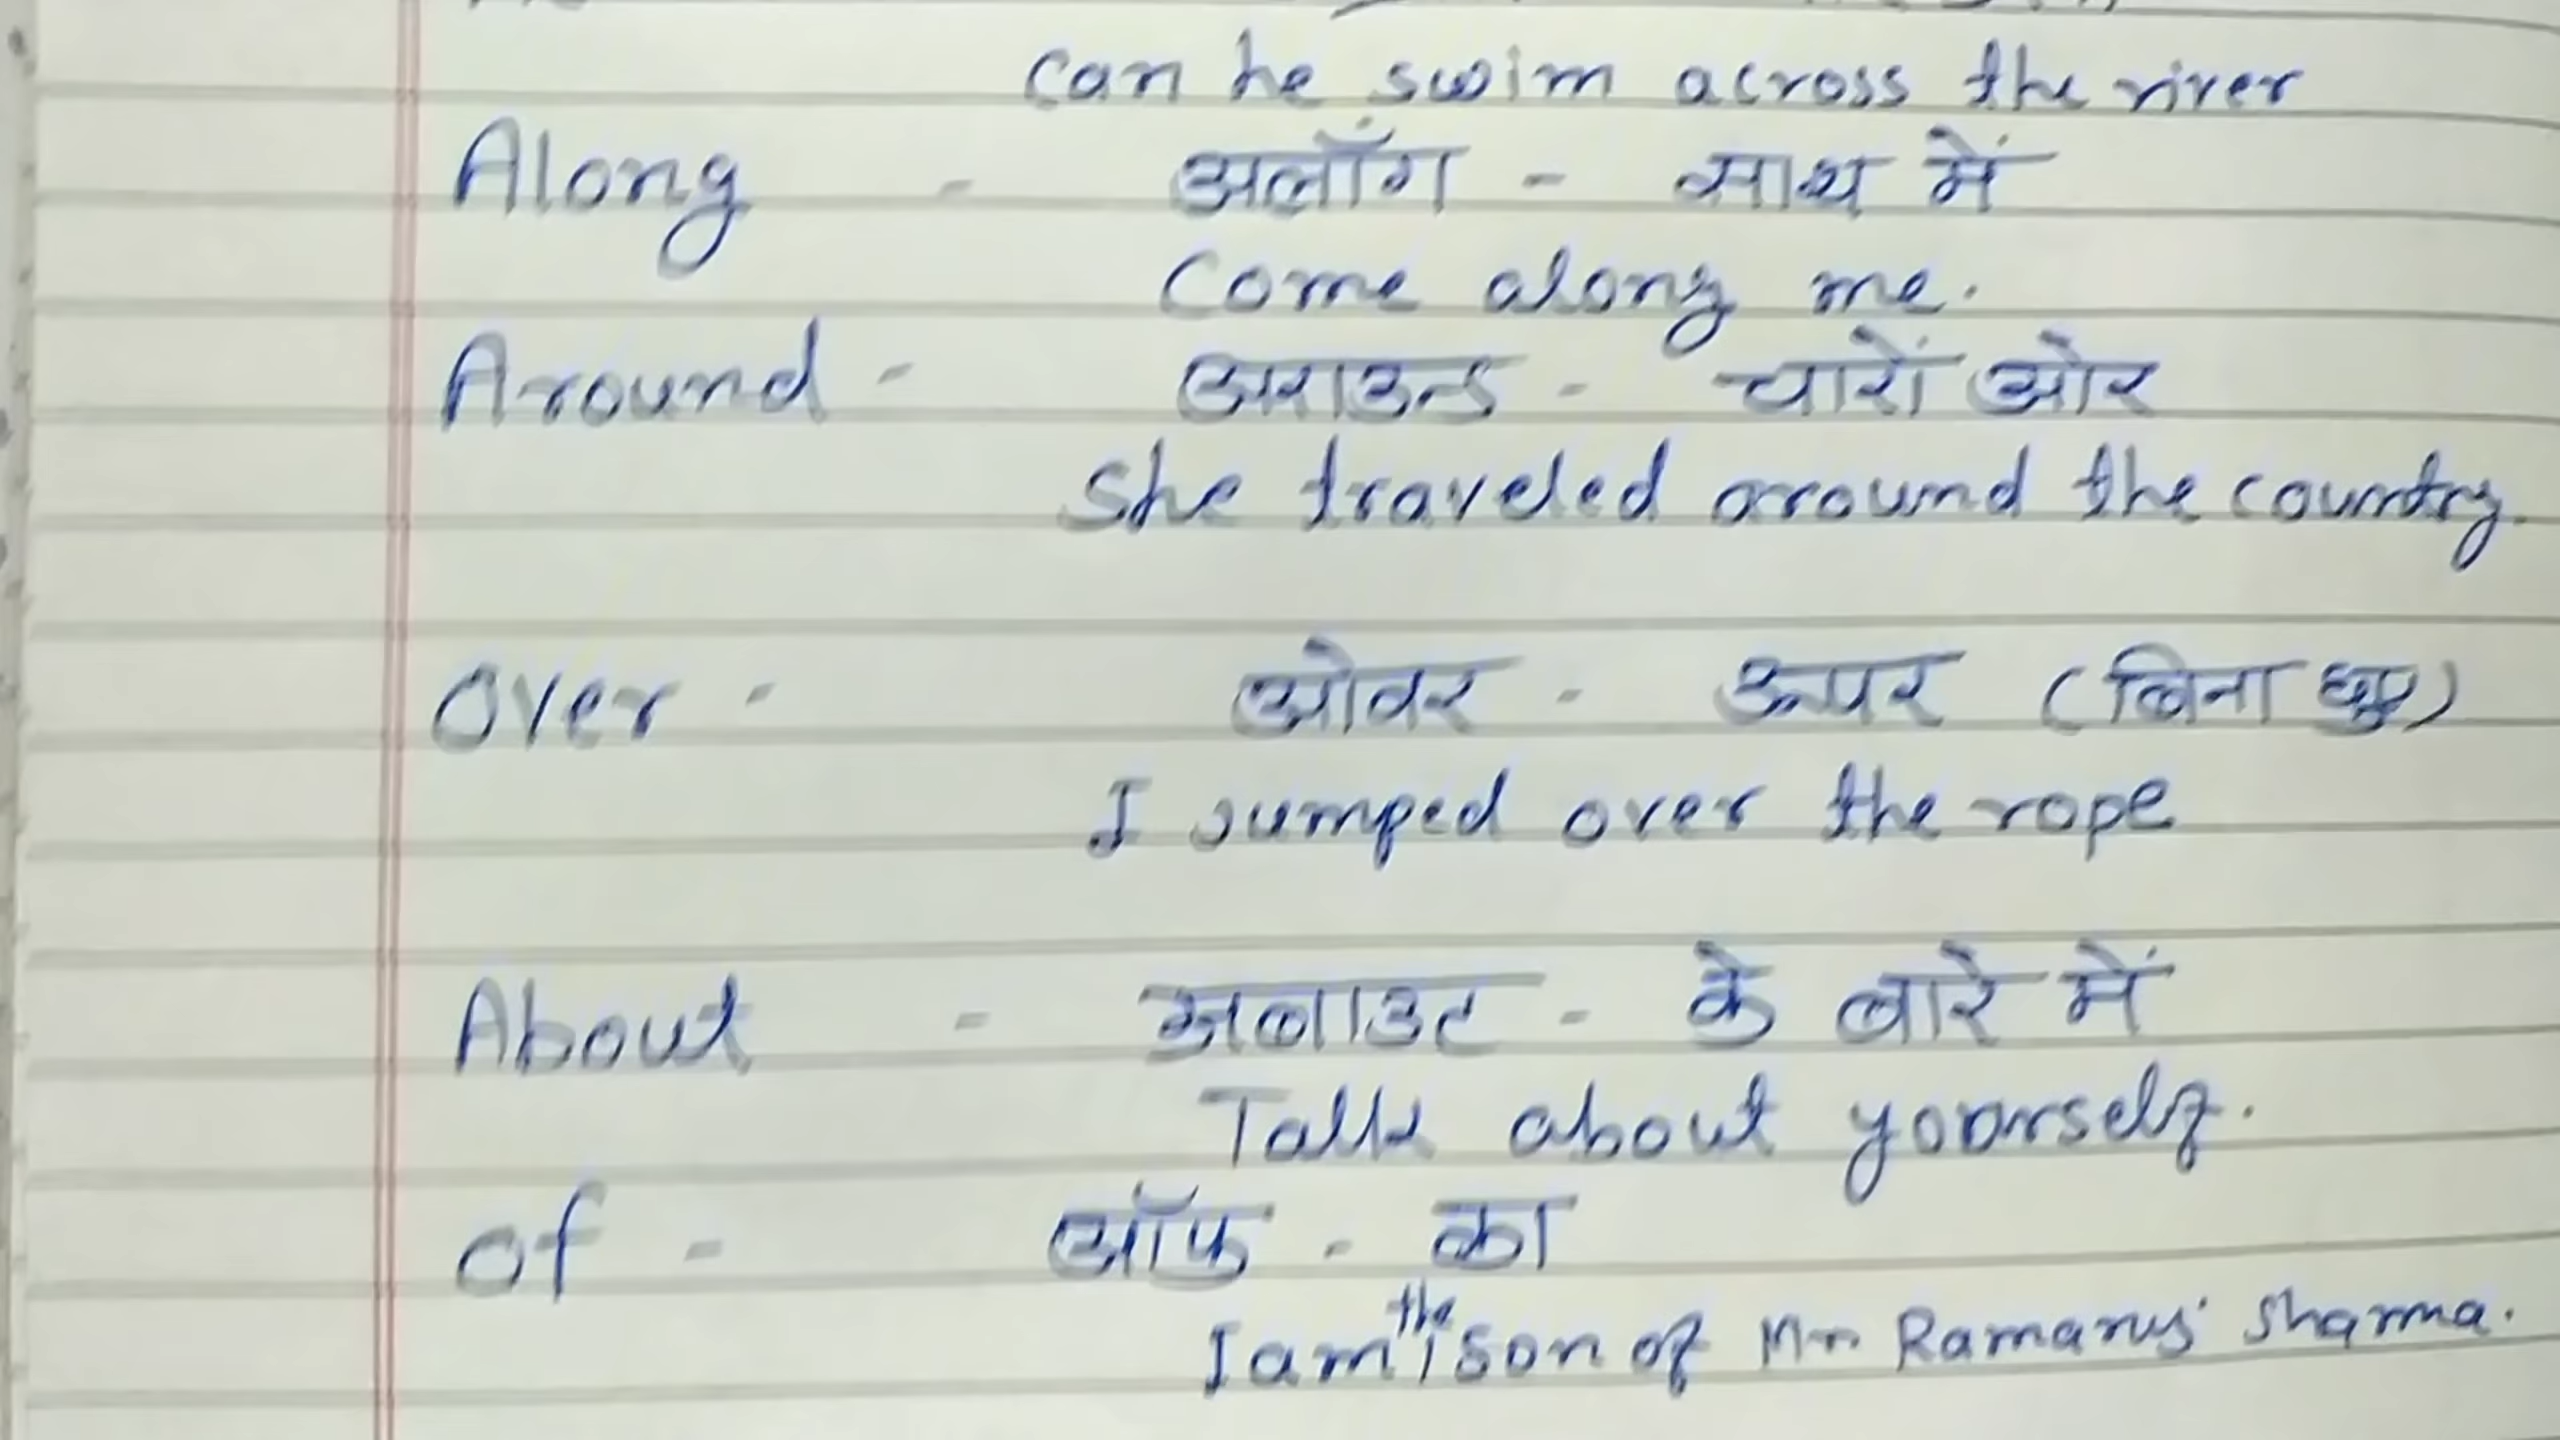 can he swim across the river
Along - अलॉंग - साथ में
Come along me.
Around - अराउन्ड - चारों ओर
She traveled around the country.
Over - ओवर - ऊपर (बिना छुए)
I Jumped over the rope
About - अबाउट - के बारे में
Talk about yourself.
of - ऑफ - का
I am the son of Mr Ramanuj Sharma.